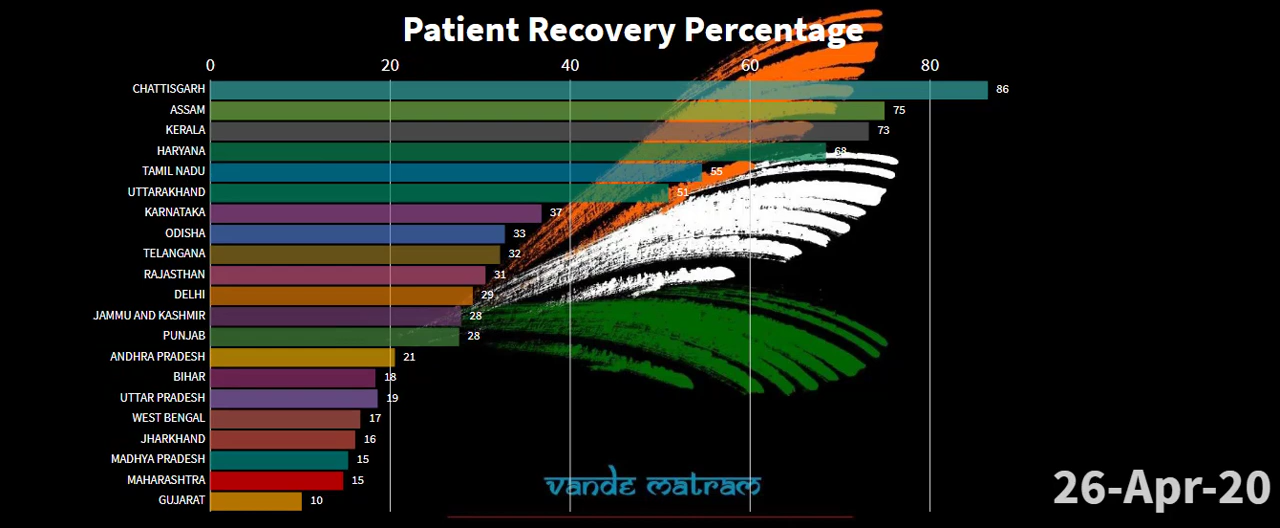 Patient Recovery Percentage
0 20 40 60 80
CHATTISGARH 86
ASSAM 75
KERALA 73
HARYANA 68
TAMIL NADU 55
UTTARAKHAND 51
KARNATAKA 37
ODISHA 33
TELANGANA 32
RAJASTHAN 31
DELHI 29
JAMMU AND KASHMIR 28
PUNJAB 28
ANDHRA PRADESH 21
BIHAR 18
UTTAR PRADESH 19
WEST BENGAL 17
JHARKHAND 16
MADHYA PRADESH 15
MAHARASHTRA 15
GUJARAT 10
vande matram
26-Apr-20